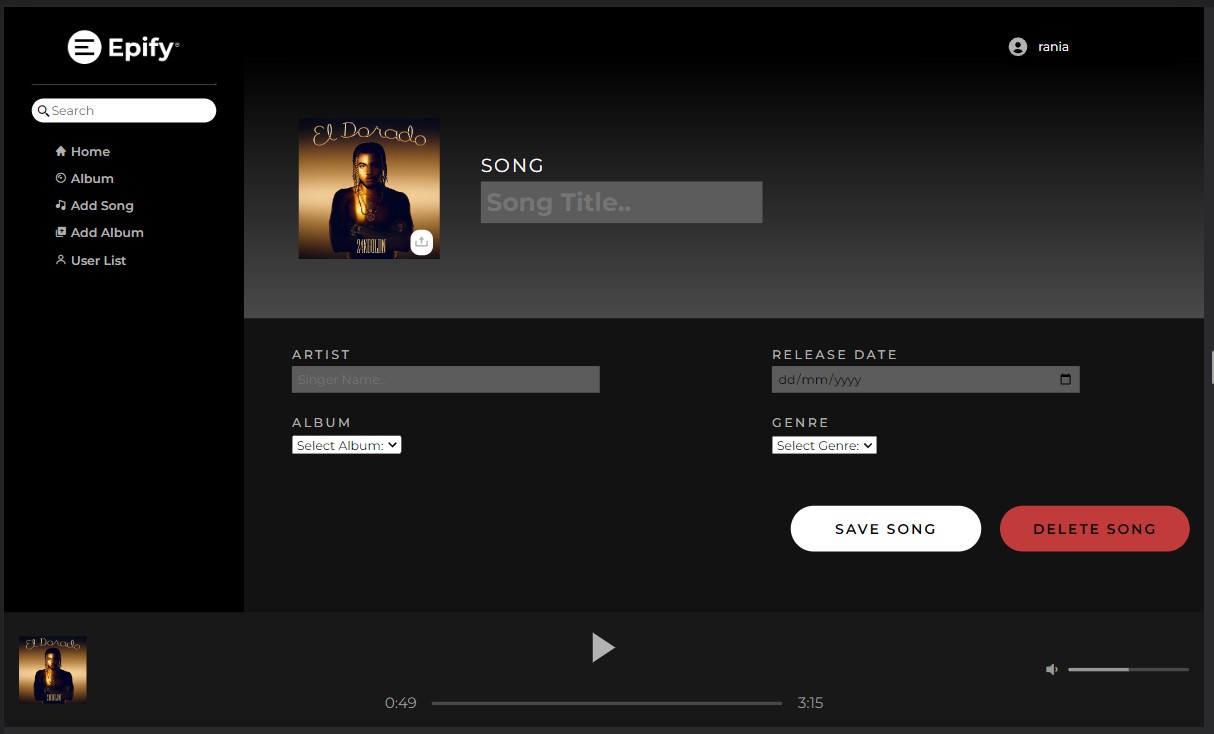 Epify®
rania
Search
Home
Album
Add Song
Add Album
User List
El Dorado
24KGOLDN
SONG
Song Title..
ARTIST
Singer Name..
RELEASE DATE
dd/mm/yyyy
ALBUM
Select Album:
GENRE
Select Genre:
SAVE SONG
DELETE SONG
El Dorado
24KGOLDN
0:49
3:15